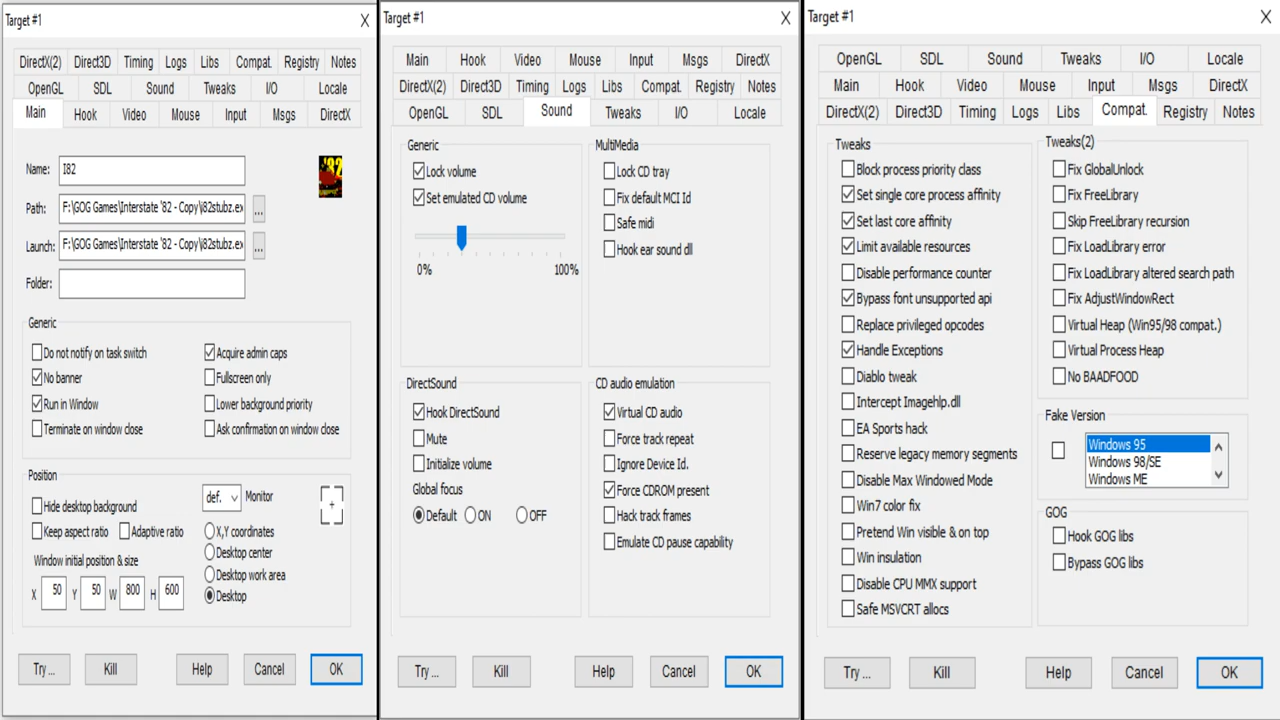 Target #1
DirectX(2) Direct3D Timing Logs Libs Compat. Registry Notes
OpenGL SDL Sound Tweaks I/O Locale
Main Hook Video Mouse Input Msgs DirectX
Name: I82
Path: F:\GOG Games\Interstate '82 - Copy\82stubz.ex ...
Launch: F:\GOG Games\Interstate '82 - Copy\82stubz.ex ...
Folder:
Generic
Do not notify on task switch Acquire admin caps
No banner Fullscreen only
Run in Window Lower background priority
Terminate on window close Ask confirmation on window close
Position
Hide desktop background def. Monitor
Keep aspect ratio Adaptive ratio X,Y coordinates
Desktop center
Window initial position & size Desktop work area
X 50 Y 50 W 800 H 600 Desktop
Try... Kill Help Cancel OK
Target #1
Main Hook Video Mouse Input Msgs DirectX
DirectX(2) Direct3D Timing Logs Libs Compat. Registry Notes
OpenGL SDL Sound Tweaks I/O Locale
Generic
Lock volume
Set emulated CD volume
0% 100%
MultiMedia
Lock CD tray
Fix default MCI Id
Safe midi
Hook ear sound dll
DirectSound
Hook DirectSound
Mute
Initialize volume
Global focus
Default ON OFF
CD audio emulation
Virtual CD audio
Force track repeat
Ignore Device Id.
Force CDROM present
Hack track frames
Emulate CD pause capability
Try ... Kill Help Cancel OK
Target #1
OpenGL SDL Sound Tweaks I/O Locale
Main Hook Video Mouse Input Msgs DirectX
DirectX(2) Direct3D Timing Logs Libs Compat. Registry Notes
Tweaks
Block process priority class
Set single core process affinity
Set last core affinity
Limit available resources
Disable performance counter
Bypass font unsupported api
Replace privileged opcodes
Handle Exceptions
Diablo tweak
Intercept Imagehlp.dll
EA Sports hack
Reserve legacy memory segments
Disable Max Windowed Mode
Win7 color fix
Pretend Win visible & on top
Win insulation
Disable CPU MMX support
Safe MSVCRT allocs
Tweaks(2)
Fix GlobalUnlock
Fix FreeLibrary
Skip FreeLibrary recursion
Fix LoadLibrary error
Fix LoadLibrary altered search path
Fix AdjustWindowRect
Virtual Heap (Win95/98 compat.)
Virtual Process Heap
No BAADFOOD
Fake Version
Windows 95
Windows 98/SE
Windows ME
GOG
Hook GOG libs
Bypass GOG libs
Try ... Kill Help Cancel OK
'82